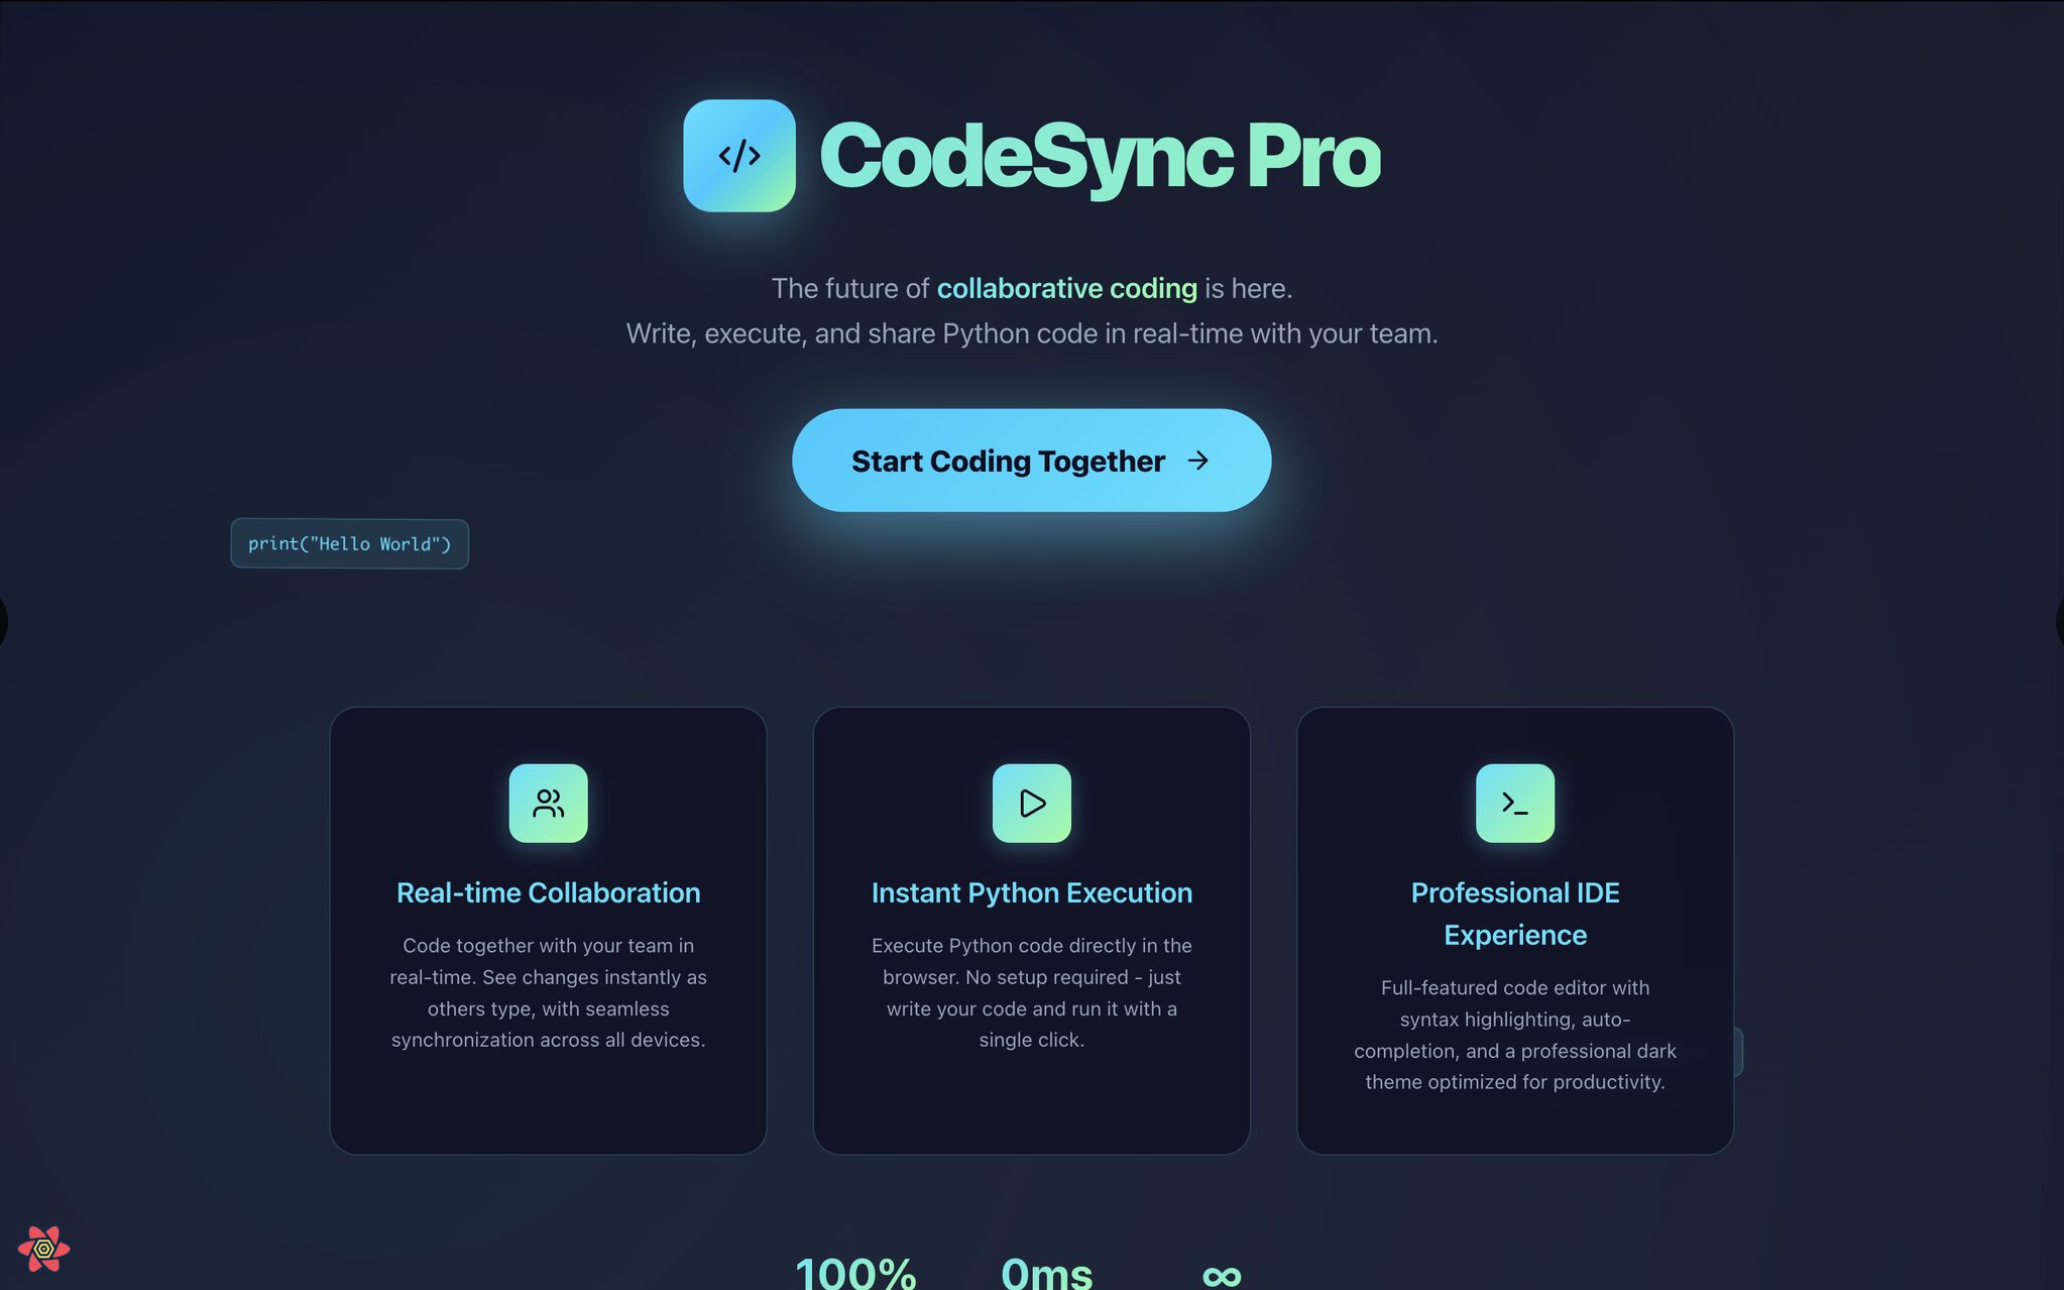 </>
CodeSync Pro
The future of collaborative coding is here.
Write, execute, and share Python code in real-time with your team.
Start Coding Together →
print("Hello World")
Real-time Collaboration
Code together with your team in
real-time. See changes instantly as
others type, with seamless
synchronization across all devices.
Instant Python Execution
Execute Python code directly in the
browser. No setup required - just
write your code and run it with a
single click.
Professional IDE
Experience
Full-featured code editor with
syntax highlighting, auto-
completion, and a professional dark
theme optimized for productivity.
100%
0ms
∞